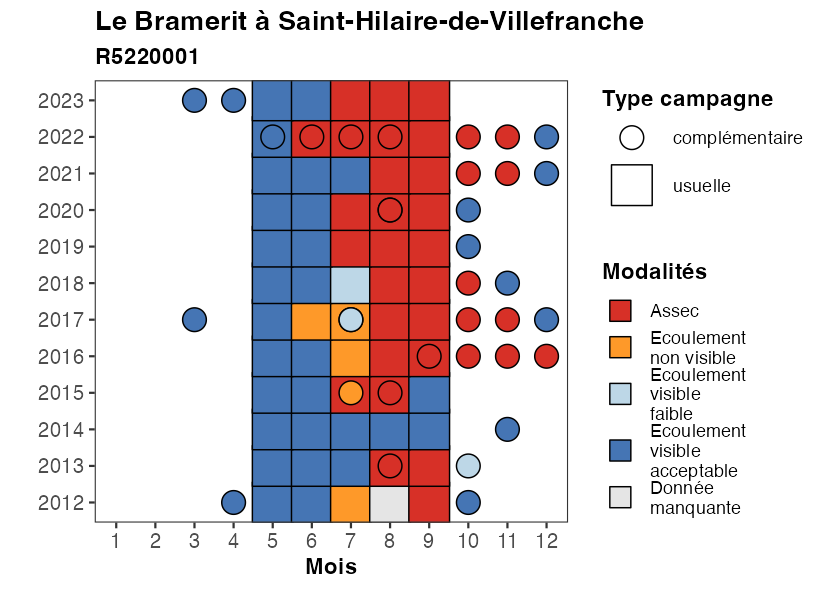 Le Bramerit à Saint-Hilaire-de-Villefranche
R5220001
2023
2022
2021
2020
2019
2018
2017
2016
2015
2014
2013
2012
1 2 3 4 5 6 7 8 9 10 11 12
Mois
Type campagne
complémentaire
usuelle
Modalités
Assec
Ecoulement
non visible
Ecoulement
visible
faible
Ecoulement
visible
acceptable
Donnée
manquante